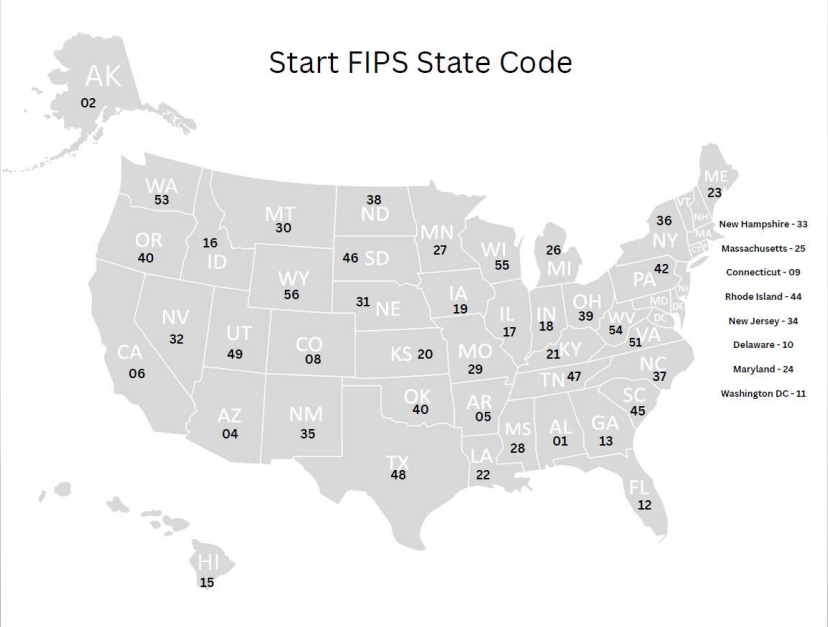 Start FIPS State Code
AK
02
WA
53
MT
30
38
ND
MN
27
ME
23
VT
NH
36
NY
MA
New Hampshire - 33
Massachusetts - 25
Connecticut - 09
Rhode Island - 44
New Jersey - 34
Delaware - 10
Maryland - 24
Washington DC - 11
OR
40
16
ID
46 SD
WI
55
26
MI
WY
56
31 NE
IA
19
PA
42
NJ
OH
39
MD
DE
DC
NV
32
UT
49
CO
08
KS 20
MO
29
IL
17
IN
18
WV
54
VA
51
21 KY
CA
06
TN 47
NC
37
AZ
04
NM
35
OK
40
AR
05
SC
45
MS
28
AL
01
GA
13
TX
48
LA
22
FL
12
HI
15